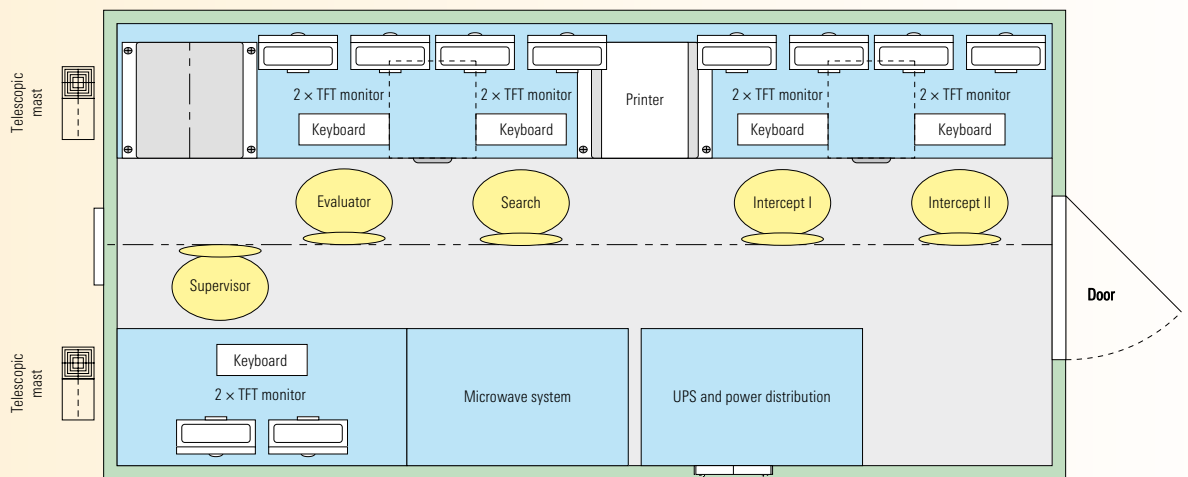 Telescopic
mast
2 × TFT monitor
2 × TFT monitor
Printer
2 × TFT monitor
2 × TFT monitor
Keyboard
Keyboard
Keyboard
Keyboard
Evaluator
Search
Intercept I
Intercept II
Supervisor
Door
Telescopic
mast
Keyboard
2 × TFT monitor
Microwave system
UPS and power distribution